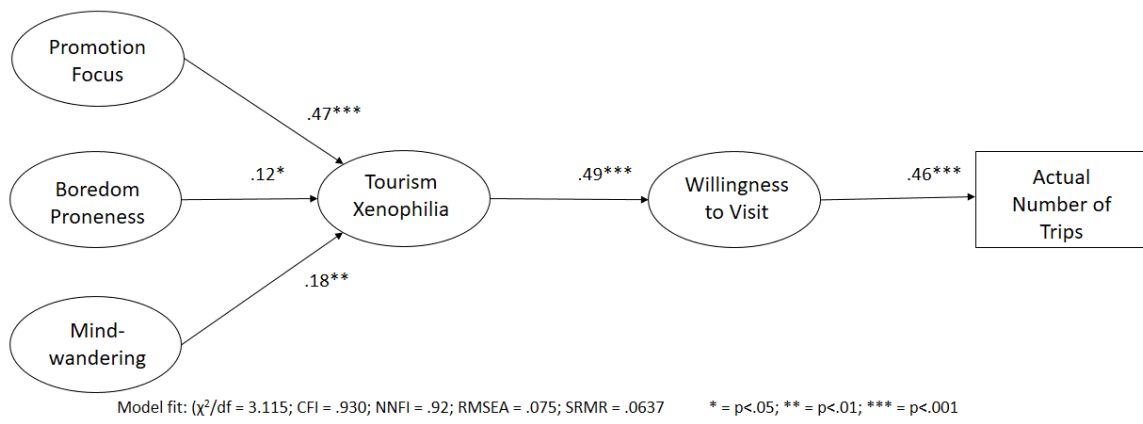 Promotion
Focus
.47***
.12*
Boredom
Proneness
Tourism
Xenophilia
.49***
Willingness
to Visit
.46***
Actual
Number of
Trips
.18**
Mind-
wandering
Model fit: (χ²/df = 3.115; CFI = .930; NNFI = .92; RMSEA = .075; SRMR = .0637 * = p<.05; ** = p<.01; *** = p<.001